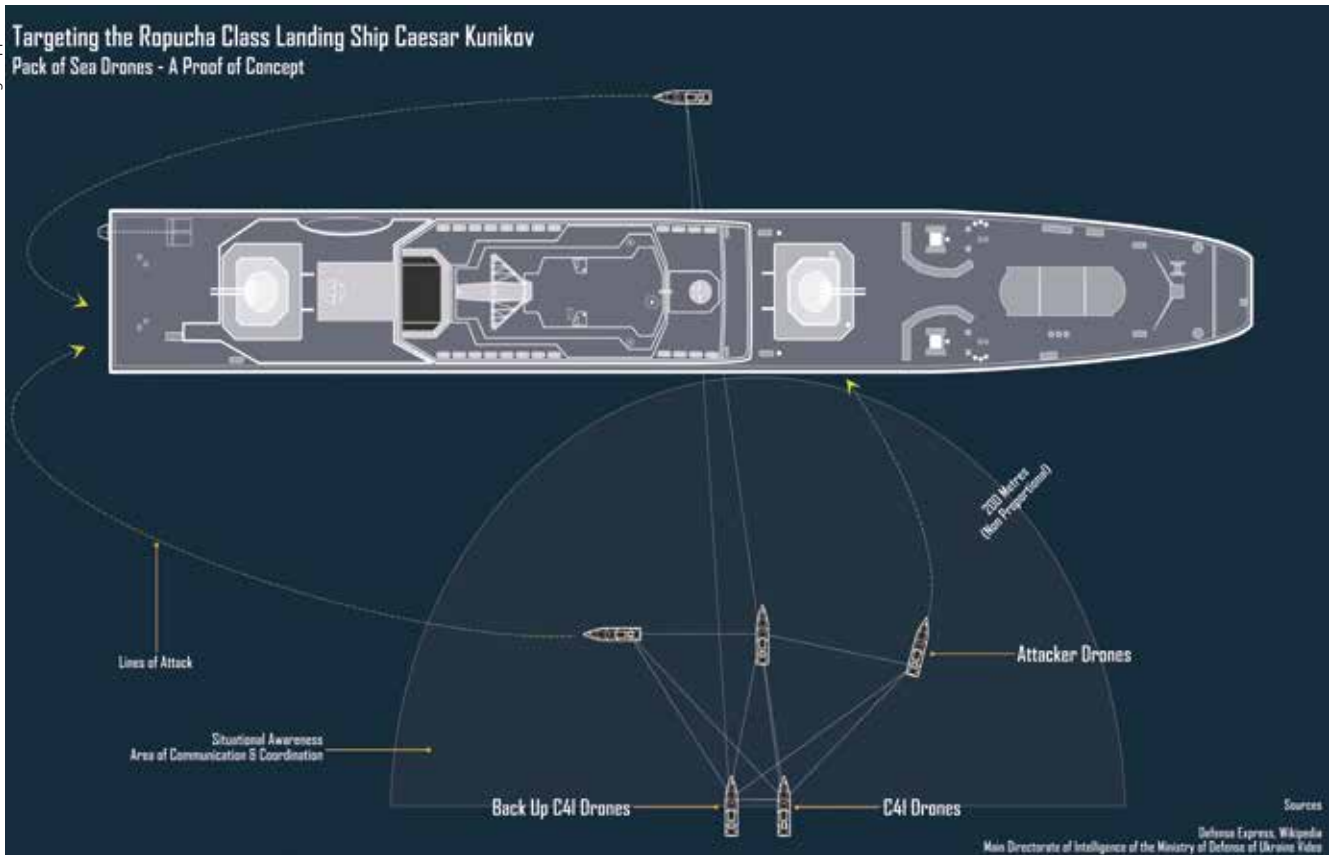 Targeting the Ropucha Class Landing Ship Caesar Kunikov
Pack of Sea Drones - A Proof of Concept
200 Metres
(Non Proportional)
Lines of Attack
Attacker Drones
Situational Awareness
Area of Communication & Coordination
Back Up C4I Drones
C4I Drones
Sources
Defense Express, Wikipedia
Main Directorate of Intelligence of the Ministry of Defense of Ukraine Video